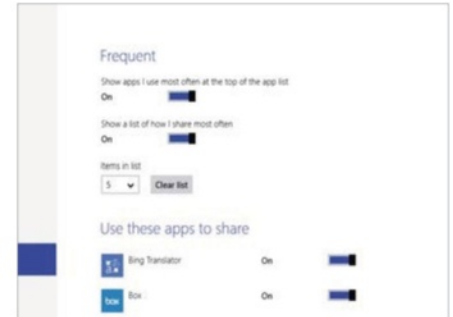 Frequent
Show apps I use most often at the top of the app list
On
Show a list of how I share most often
On
Items in list
5 Clear list
Use these apps to share
Bing Translator On
box Box On